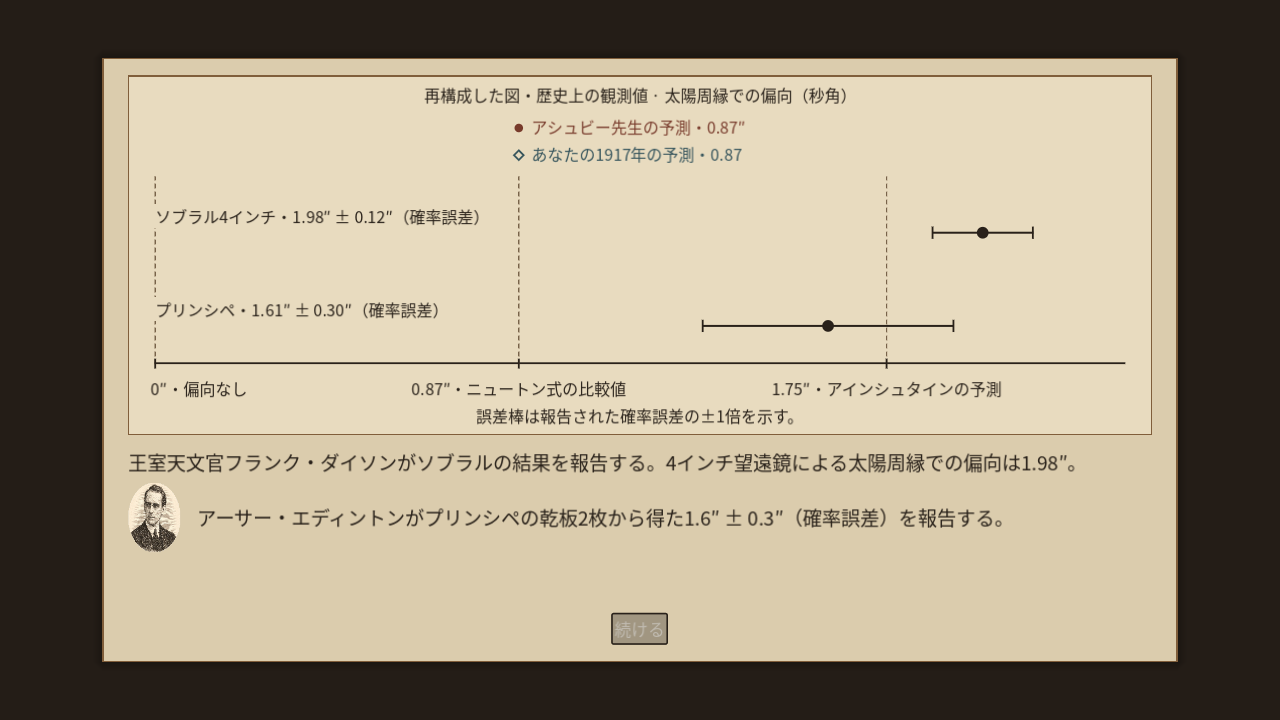 再構成した図・歴史上の観測値 · 太陽周縁での偏向（秒角）
アシュビー先生の予測・0.87″
あなたの1917年の予測・0.87
ソブラル4インチ・1.98″ ± 0.12″（確率誤差）
プリンシペ・1.61″ ± 0.30″（確率誤差）
0″・偏向なし 0.87″・ニュートン式の比較値 1.75″・アインシュタインの予測
誤差棒は報告された確率誤差の±1倍を示す。
王室天文官フランク・ダイソンがソブラルの結果を報告する。4インチ望遠鏡による太陽周縁での偏向は1.98″。
アーサー・エディントンがプリンシペの乾板2枚から得た1.6″ ± 0.3″（確率誤差）を報告する。
続ける